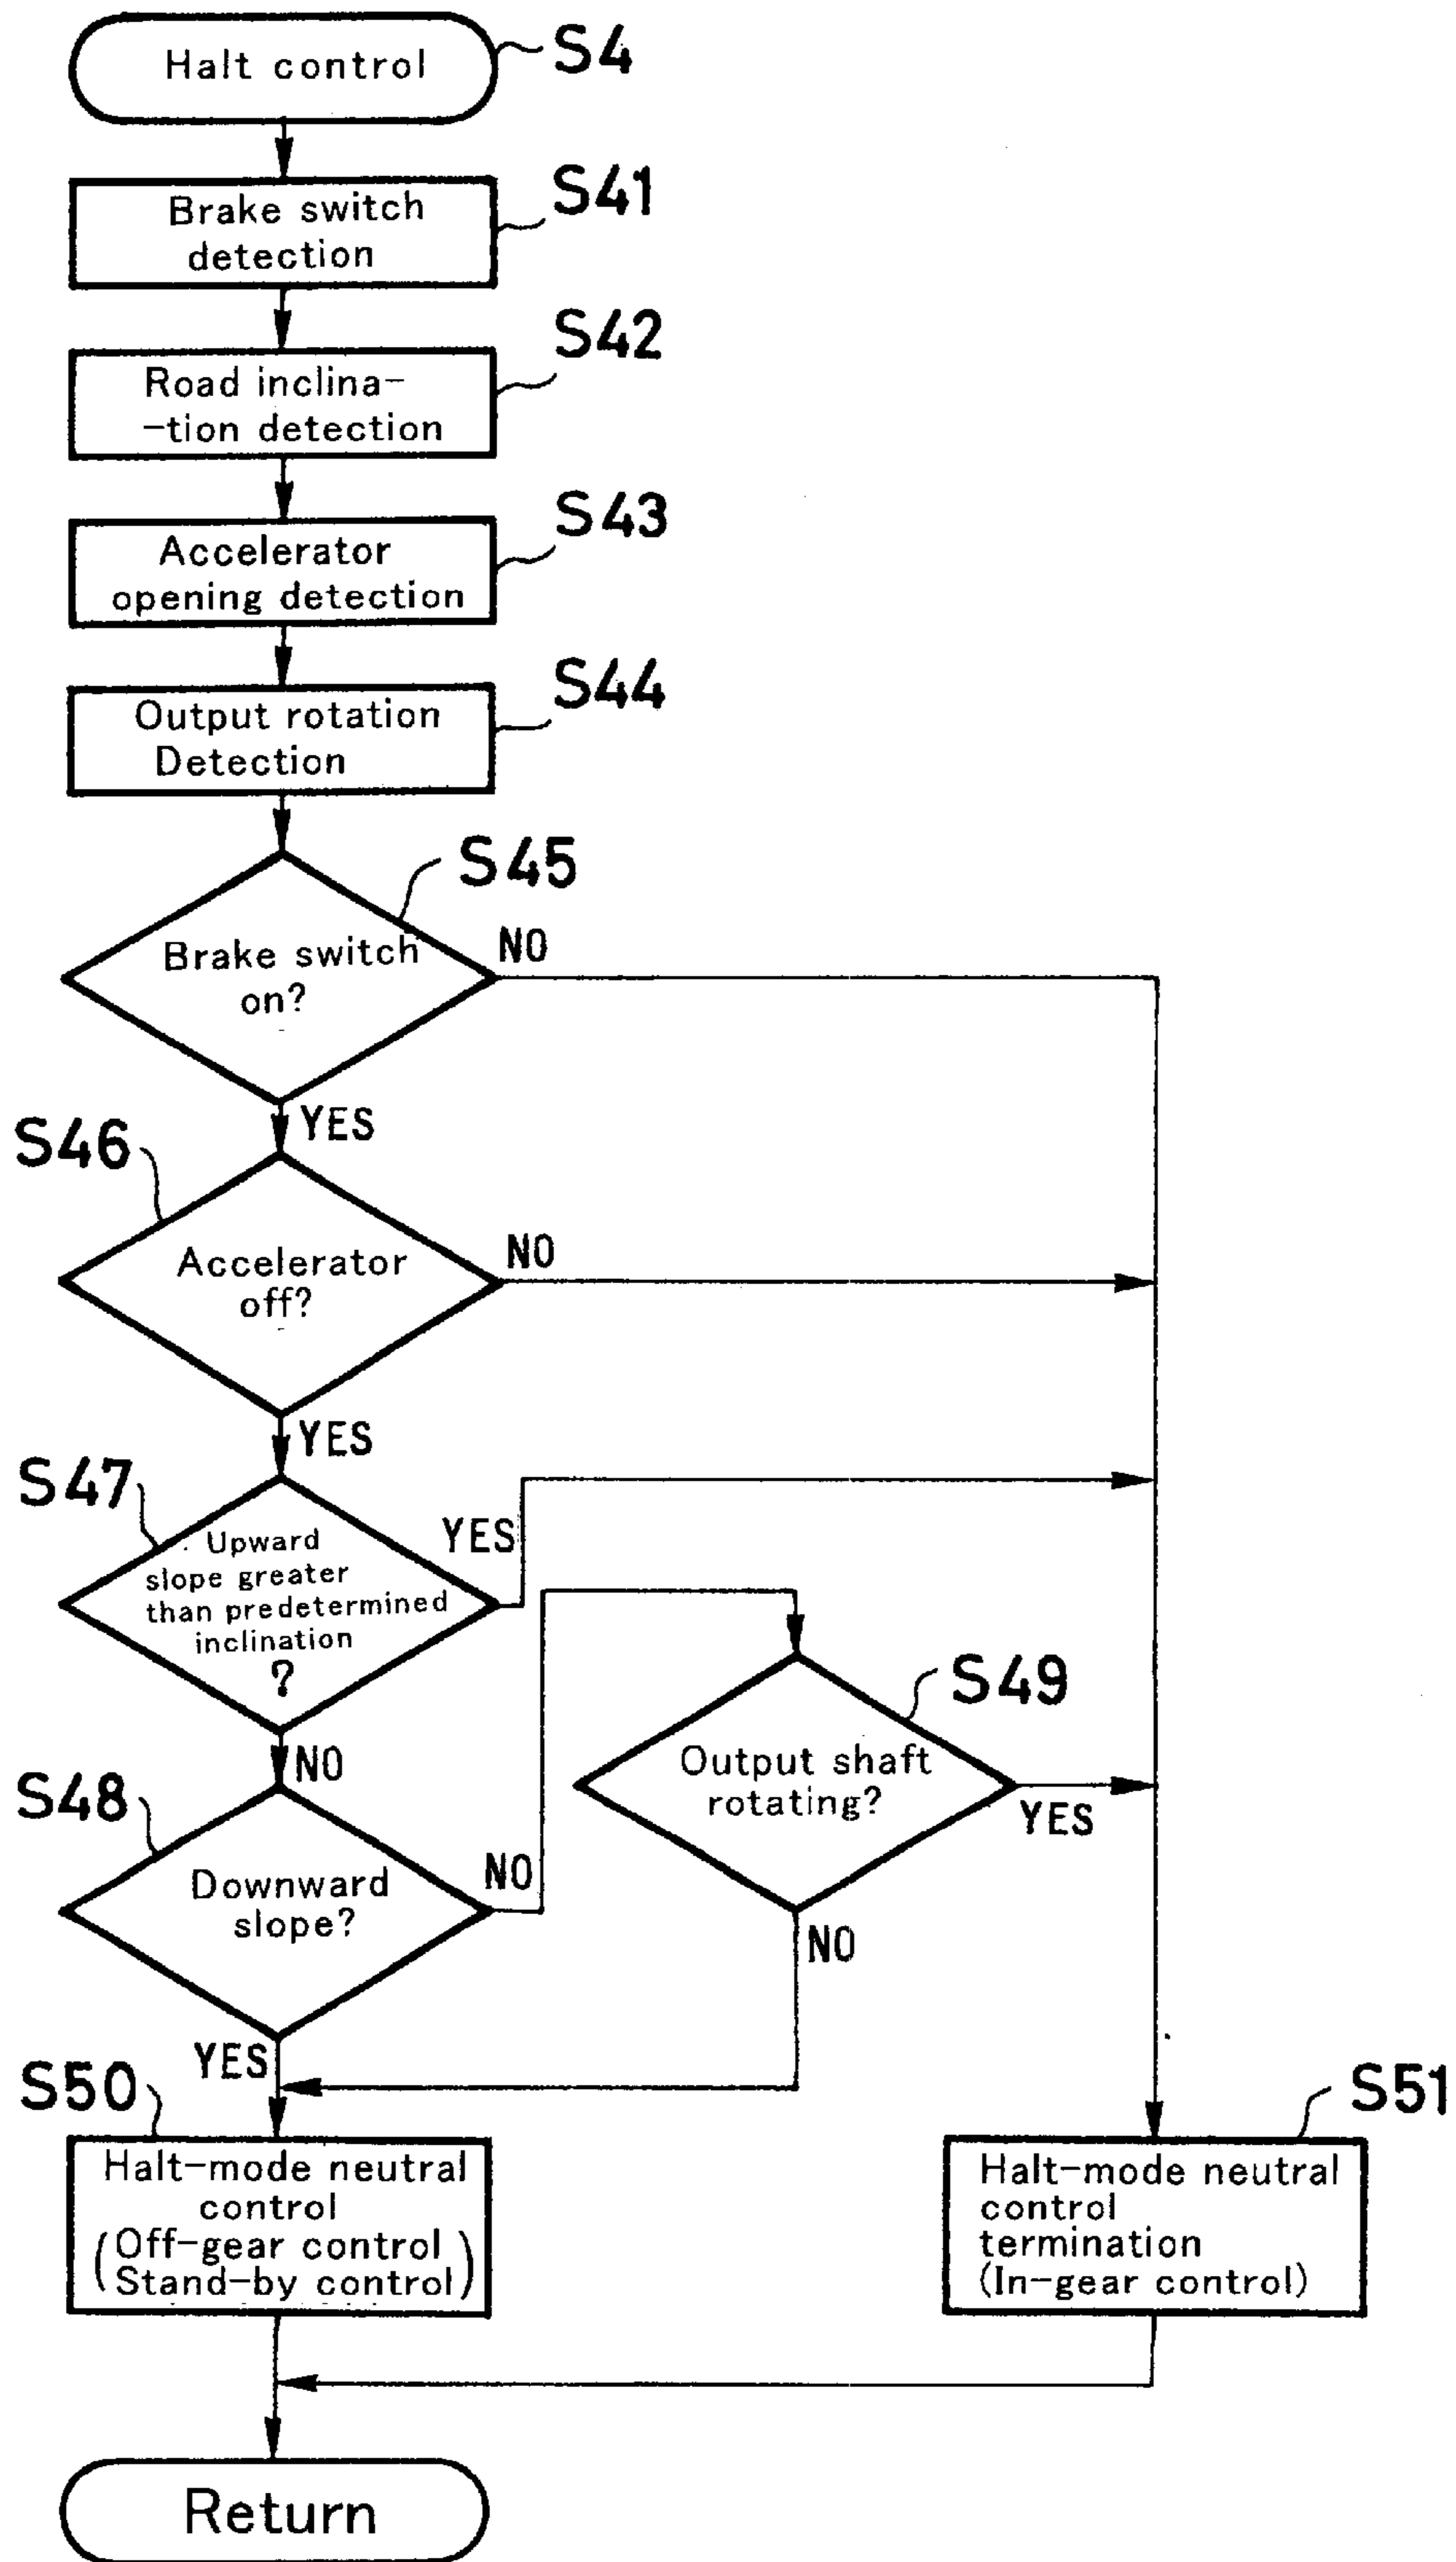 Halt control
S4
S41
Brake switch
detection
S42
Road inclina-
-tion detection
S43
Accelerator
opening detection
S44
Output rotation
Detection
S45
Brake switch
on?
NO
YES
S46
Accelerator
off?
NO
YES
S47
Upward
slope greater
than predetermined
inclination
?
YES
NO
S48
Downward
slope?
NO
YES
S49
Output shaft
rotating?
YES
NO
S50
Halt-mode neutral
control
(Off-gear control
Stand-by control)
S51
Halt-mode neutral
control
termination
(In-gear control)
Return